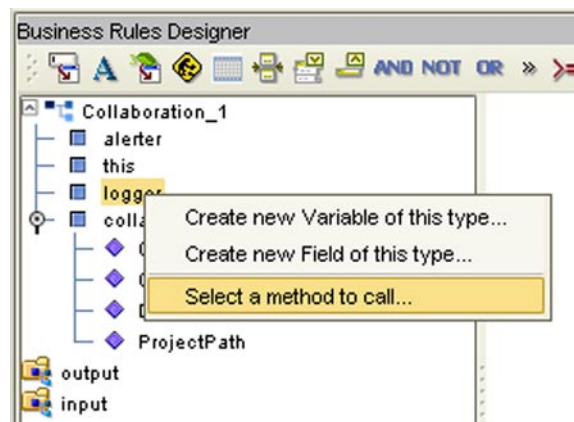 Business Rules Designer
A AND NOT OR » >=
Collaboration_1
alerter
this
logger
Create new Variable of this type...
Create new Field of this type...
Select a method to call...
ProjectPath
output
input